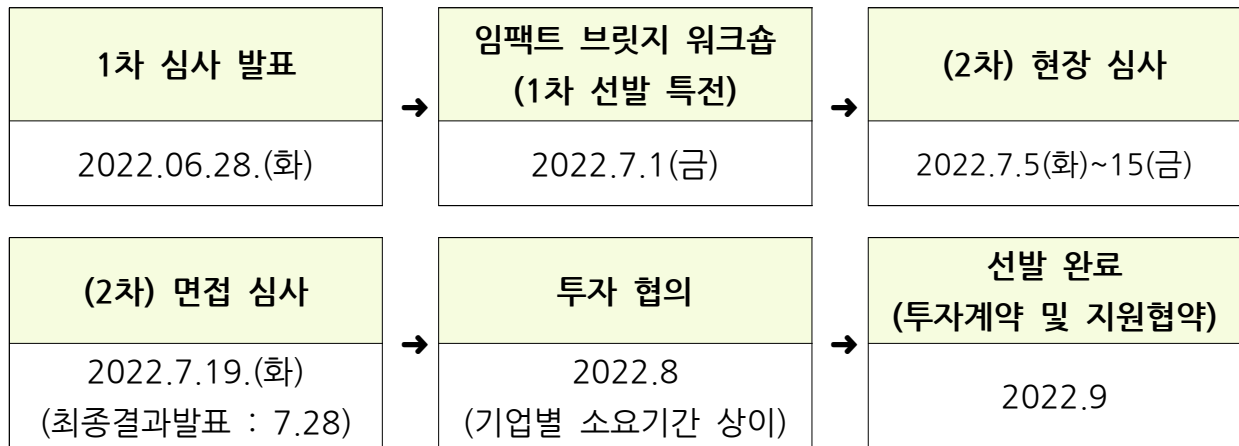 1차 심사 발표
2022.06.28.(화)
➜
임팩트 브릿지 워크숍
(1차 선발 특전)
2022.7.1(금)
➜
(2차) 현장 심사
2022.7.5(화)~15(금)
(2차) 면접 심사
2022.7.19.(화)
(최종결과발표 : 7.28)
➜
투자 협의
2022.8
(기업별 소요기간 상이)
➜
선발 완료
(투자계약 및 지원협약)
2022.9